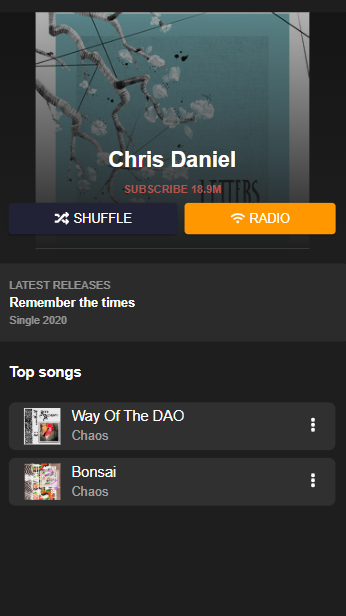 Chris Daniel
SUBSCRIBE 18.9M
LETTERS
SHUFFLE
RADIO
LATEST RELEASES
Remember the times
Single 2020
Top songs
Way Of The DAO
Chaos
Bonsai
Chaos